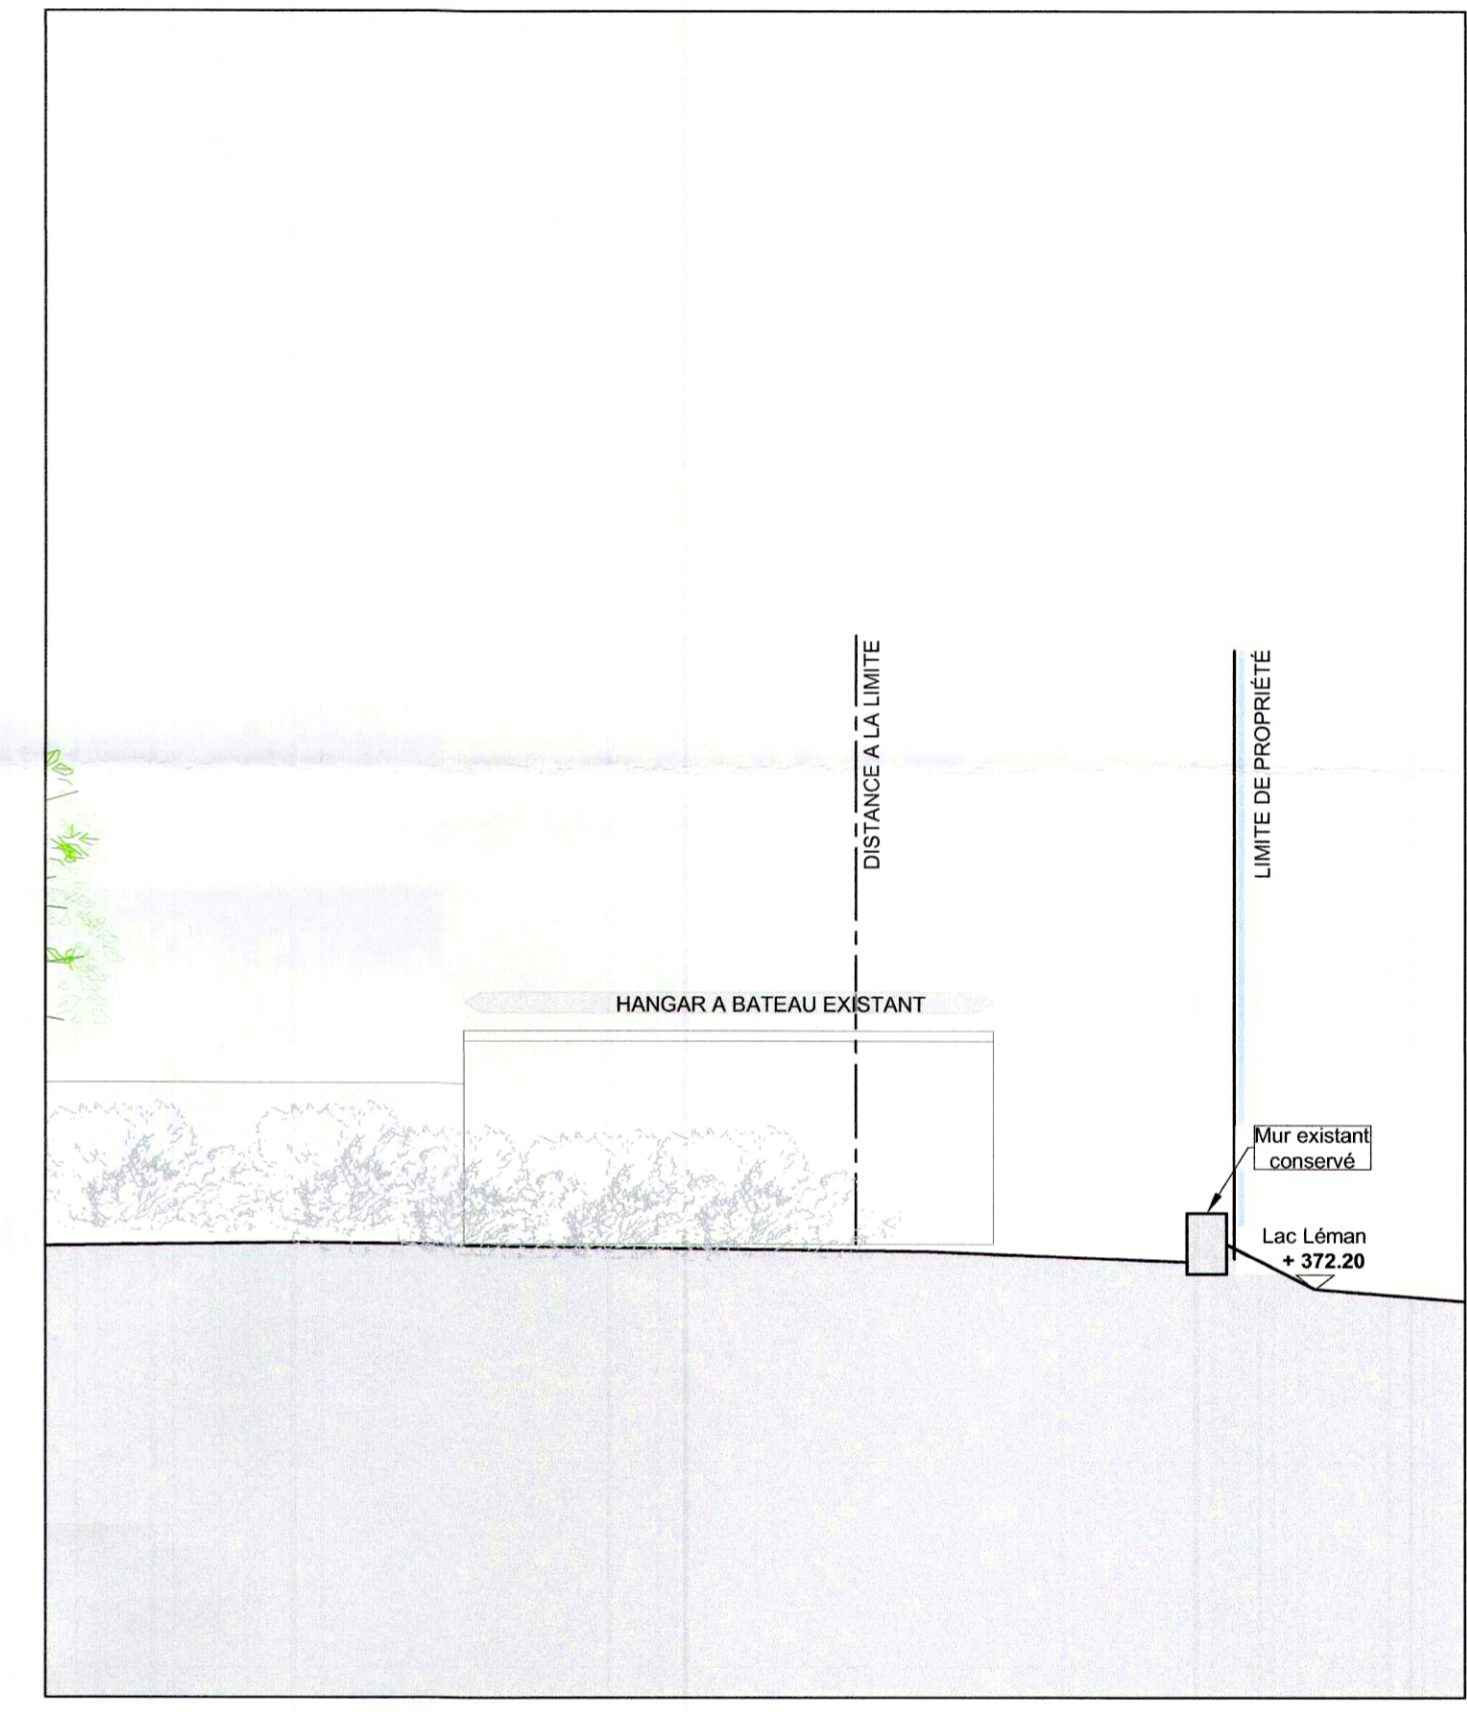 DISTANCE A LA LIMITE
LIMITE DE PROPRIÉTÉ
HANGAR A BATEAU EXISTANT
Mur existant
conservé
Lac Léman
+ 372.20